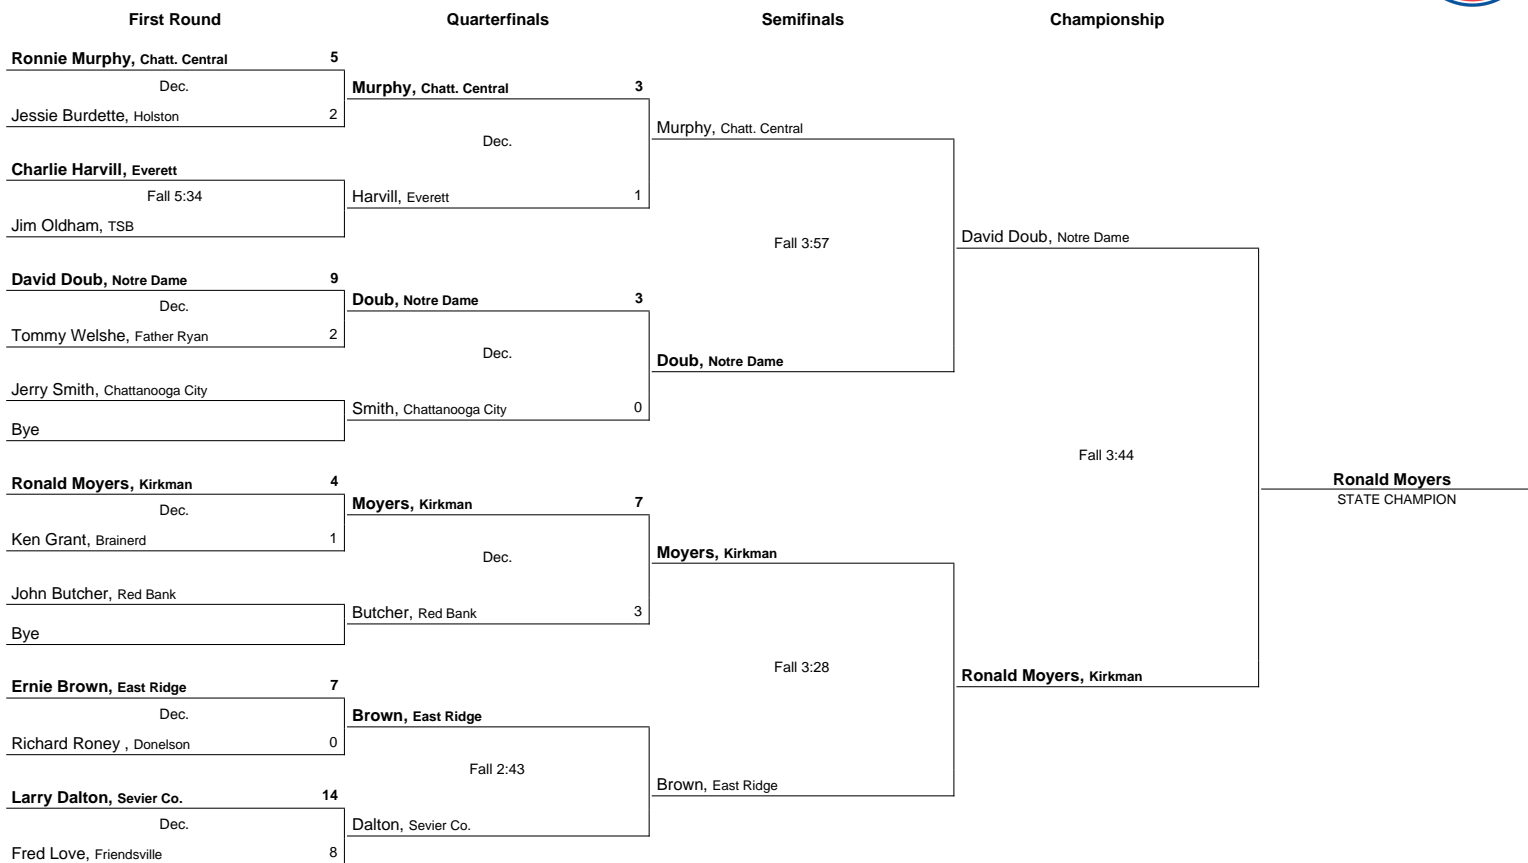 First Round Quarterfinals Semifinals Championship
Ronnie Murphy, Chatt. Central 5
Dec.
Jessie Burdette, Holston 2
Charlie Harvill, Everett
Fall 5:34
Jim Oldham, TSB
David Doub, Notre Dame 9
Dec.
Tommy Welshe, Father Ryan 2
Jerry Smith, Chattanooga City
Bye
Ronald Moyers, Kirkman 4
Dec.
Ken Grant, Brainerd 1
John Butcher, Red Bank
Bye
Ernie Brown, East Ridge 7
Dec.
Richard Roney , Donelson 0
Larry Dalton, Sevier Co. 14
Dec.
Fred Love, Friendsville 8
Murphy, Chatt. Central 3
Dec.
Harvill, Everett 1
Doub, Notre Dame 3
Dec.
Smith, Chattanooga City 0
Moyers, Kirkman 7
Dec.
Butcher, Red Bank 3
Brown, East Ridge
Fall 2:43
Dalton, Sevier Co.
Murphy, Chatt. Central
Fall 3:57
Doub, Notre Dame
Moyers, Kirkman
Fall 3:28
Brown, East Ridge
David Doub, Notre Dame
Fall 3:44
Ronald Moyers, Kirkman
Ronald Moyers
STATE CHAMPION